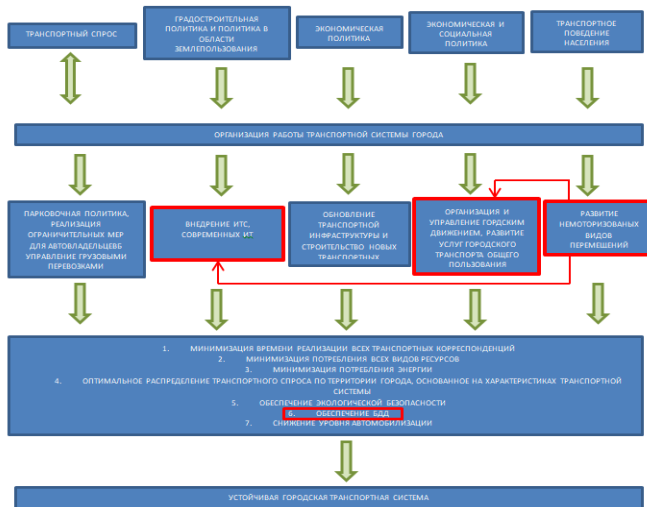 ТРАНСПОРТНЫЙ СПРОС
ГРАДОСТРОИТЕЛЬНАЯ
ПОЛИТИКА И ПОЛИТИКА В
ОБЛАСТИ
ЗЕМЛЕПОЛЬЗОВАНИЯ
ЭКОНОМИЧЕСКАЯ
ПОЛИТИКА
ЭКОНОМИЧЕСКАЯ И
СОЦИАЛЬНАЯ
ПОЛИТИКА
ТРАНСПОРТНОЕ
ПОВЕДЕНИЕ
НАСЕЛЕНИЯ
ОРГАНИЗАЦИЯ РАБОТЫ ТРАНСПОРТНОЙ СИСТЕМЫ ГОРОДА
ПАРКОВОЧНАЯ ПОЛИТИКА,
РЕАЛИЗАЦИЯ
ОГРАНИЧИТЕЛЬНЫХ МЕР
ДЛЯ АВТОВЛАДЕЛЬЦЕВБ
УПРАВЛЕНИЕ ГРУЗОВЫМИ
ПЕРЕВОЗКАМИ
ВНЕДРЕНИЕ ИТС,
СОВРЕМЕННЫХ ИТ
ОБНОВЛЕНИЕ
ТРАНСПОРТНОЙ
ИНФРАСТРУКТУРЫ И
СТРОИТЕЛЬСТВО НОВЫХ
ТРАНСПОРТНЫХ
ОРГАНИЗАЦИЯ И
УПРАВЛЕНИЕ ГОРДСКИМ
ДВИЖЕНИЕМ, РАЗВИТИЕ
УСЛУГ ГОРОДСКОГО
ТРАНСПОРТА ОБЩЕГО
ПОЛЬЗОВАНИЯ
РАЗВИТИЕ
НЕМОТОРИЗОВАНЫХ
ВИДОВ
ПЕРЕМЕЩЕНИЙ
1. МИНИМИЗАЦИЯ ВРЕМЕНИ РЕАЛИЗАЦИИ ВСЕХ ТРАНСПОРТНЫХ КОРРЕСПОНДЕНЦИЙ
2. МИНИМИЗАЦИЯ ПОТРЕБЛЕНИЯ ВСЕХ ВИДОВ РЕСУРСОВ
3. МИНИМИЗАЦИЯ ПОТРЕБЛЕНИЯ ЭНЕРГИИ
4. ОПТИМАЛЬНОЕ РАСПРЕДЕЛЕНИЕ ТРАНСПОРТНОГО СПРОСА ПО ТЕРРИТОРИИ ГОРОДА, ОСНОВАННОЕ НА ХАРАКТЕРИСТИКАХ ТРАНСПОРТНОЙ
СИСТЕМЫ
5. ОБЕСПЕЧЕНИЕ ЭКОЛОГИЧЕСКОЙ БЕЗОПАСНОСТИ
6. ОБЕСПЕЧЕНИЕ БДД
7. СНИЖЕНИЕ УРОВНЯ АВТОМОБИЛИЗАЦИИ
УСТОЙЧИВАЯ ГОРОДСКАЯ ТРАНСПОРТНАЯ СИСТЕМА